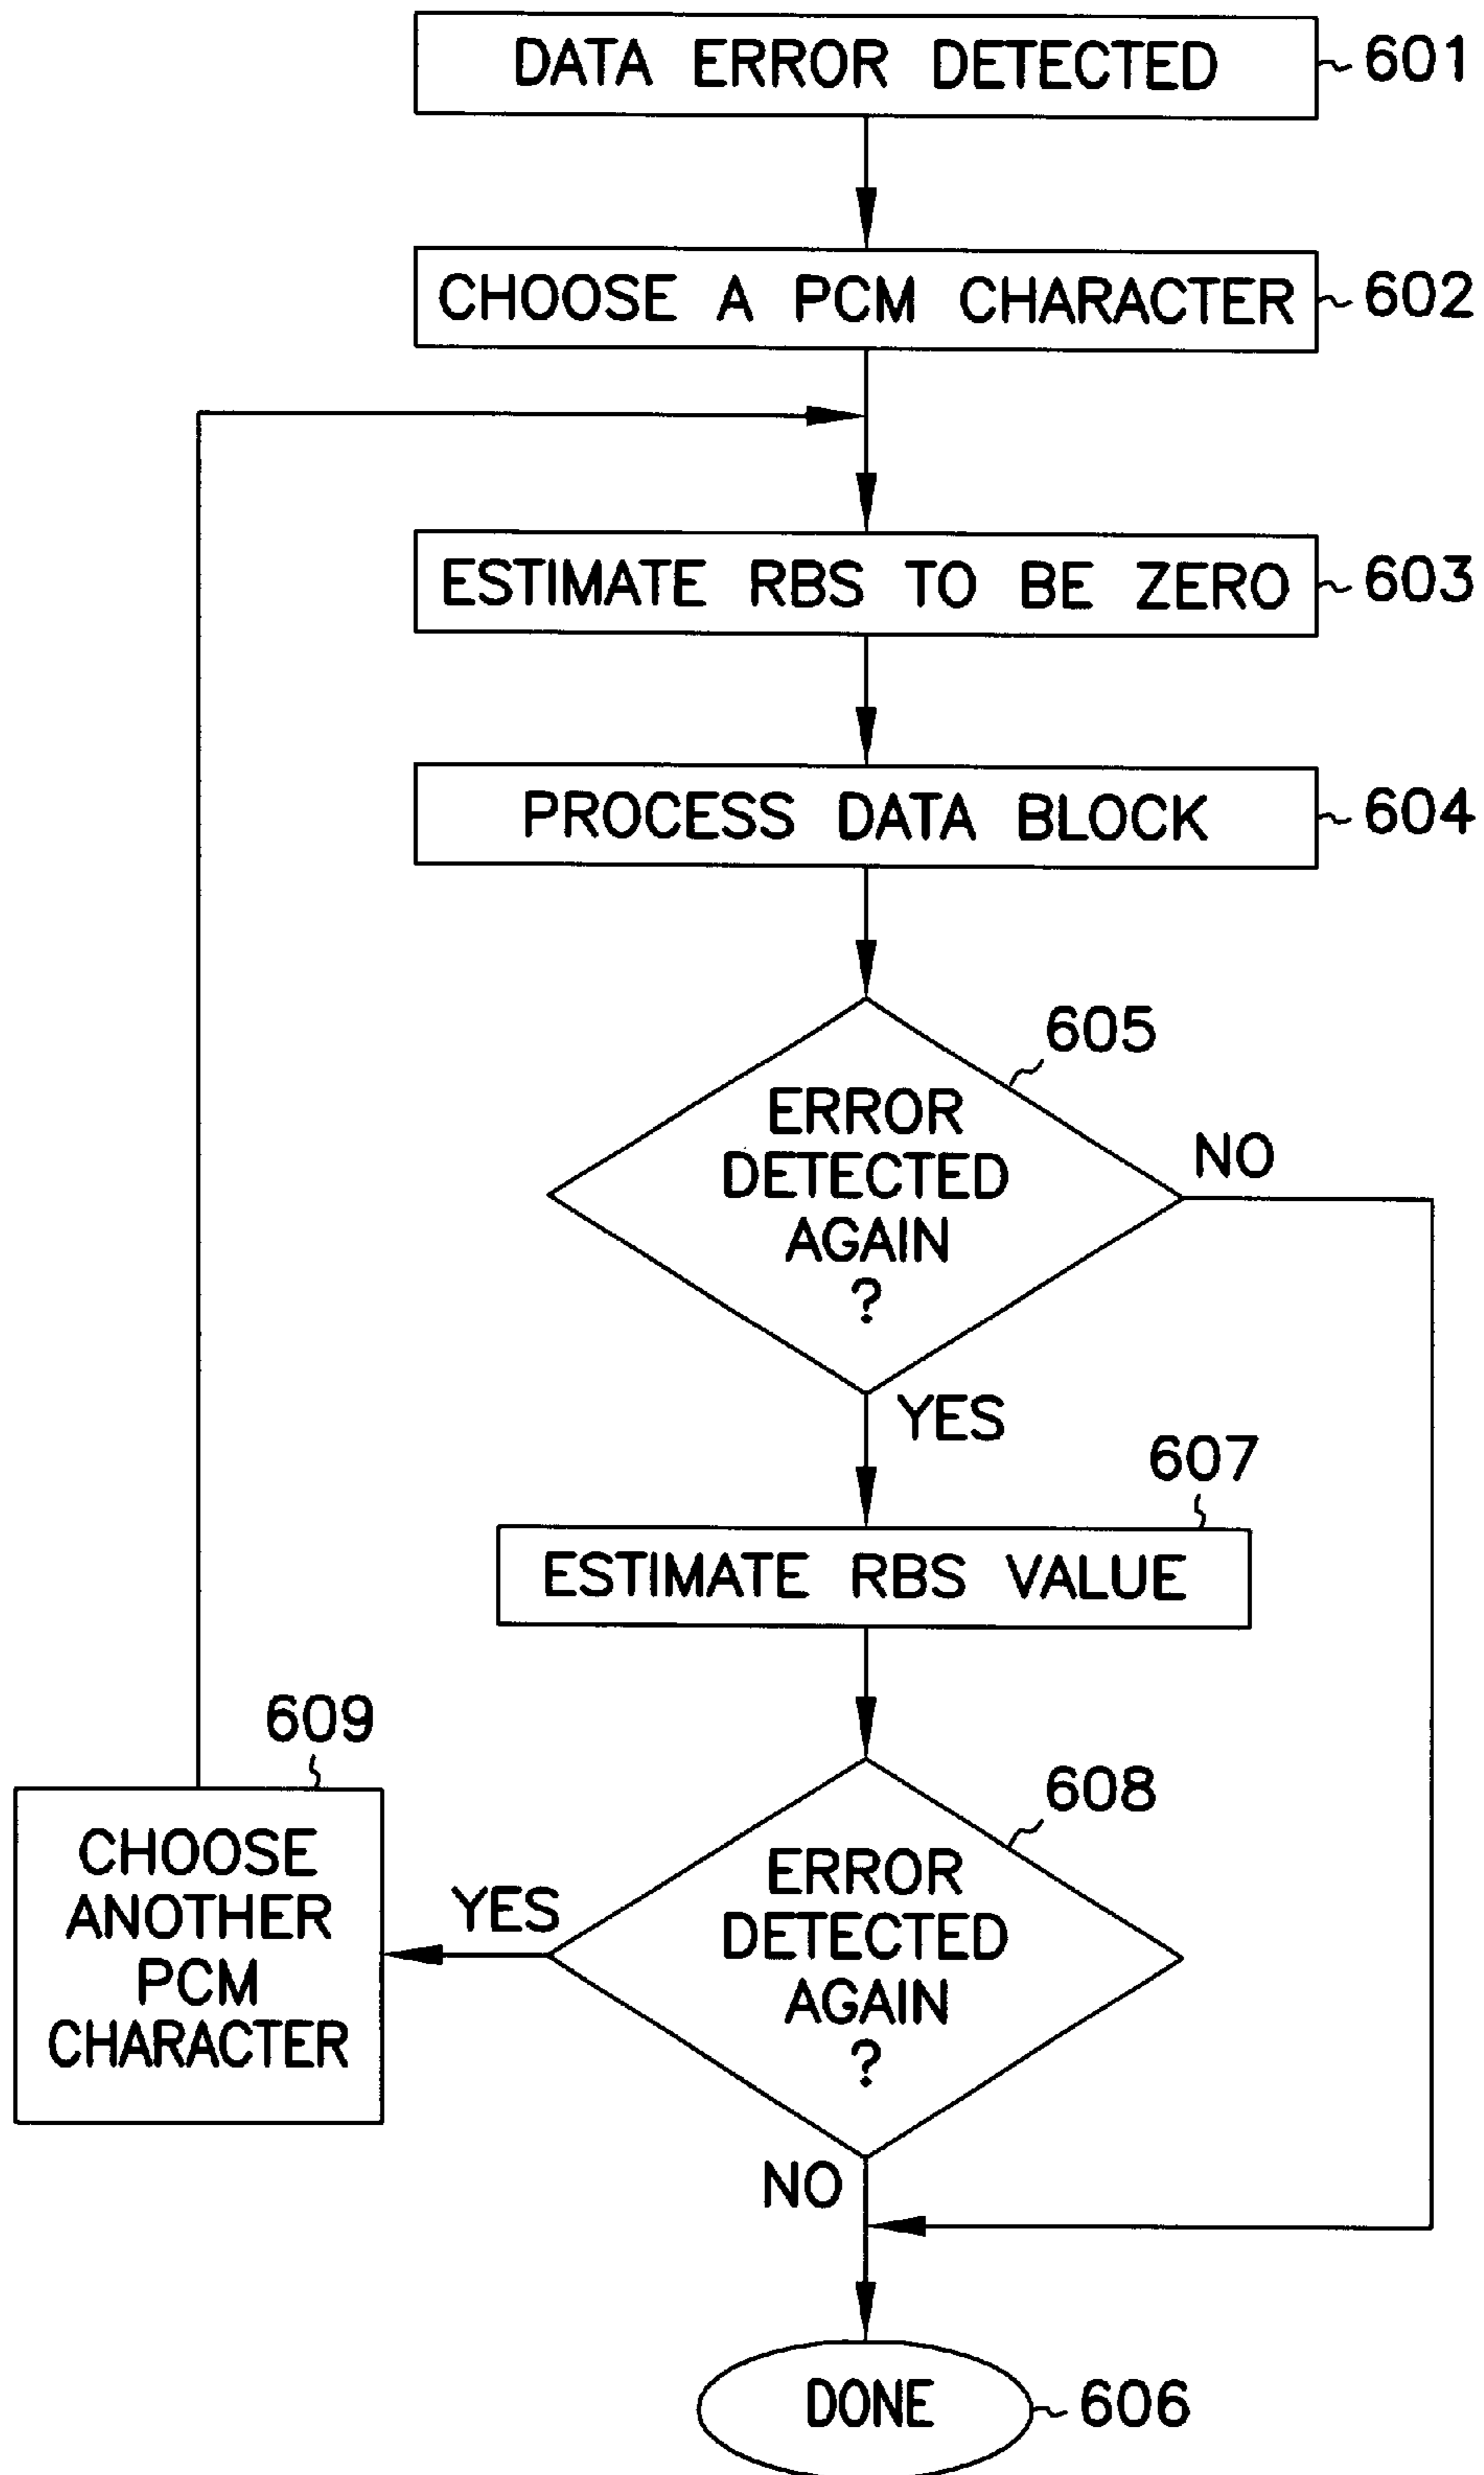 DATA ERROR DETECTED
601
CHOOSE A PCM CHARACTER
602
ESTIMATE RBS TO BE ZERO
603
PROCESS DATA BLOCK
604
605
ERROR
DETECTED
AGAIN
?
NO
YES
607
ESTIMATE RBS VALUE
609
CHOOSE
ANOTHER
PCM
CHARACTER
YES
608
ERROR
DETECTED
AGAIN
?
NO
DONE
606